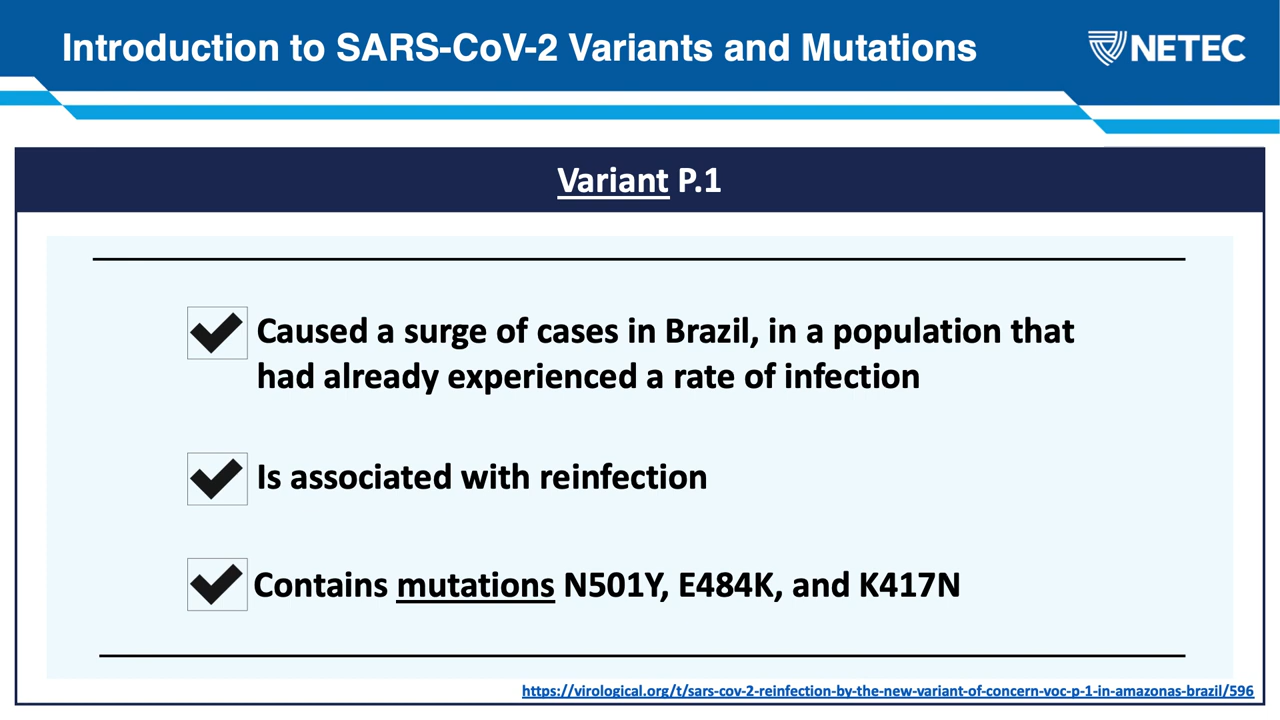 Introduction to SARS-CoV-2 Variants and Mutations
NETEC
Variant P.1
Caused a surge of cases in Brazil, in a population that
had already experienced a rate of infection
Is associated with reinfection
Contains mutations N501Y, E484K, and K417N
https://virological.org/t/sars-cov-2-reinfection-by-the-new-variant-of-concern-voc-p-1-in-amazonas-brazil/596